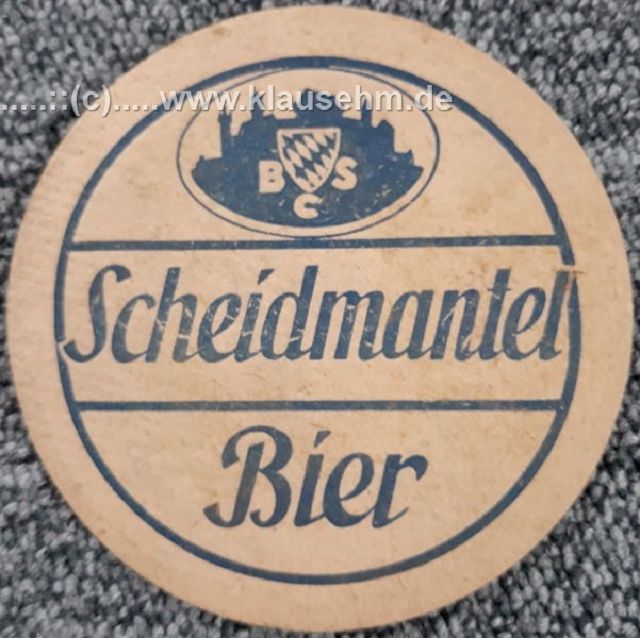 .....::(c).....www.klausehm.de
B S
C
Scheidmantel
Bier